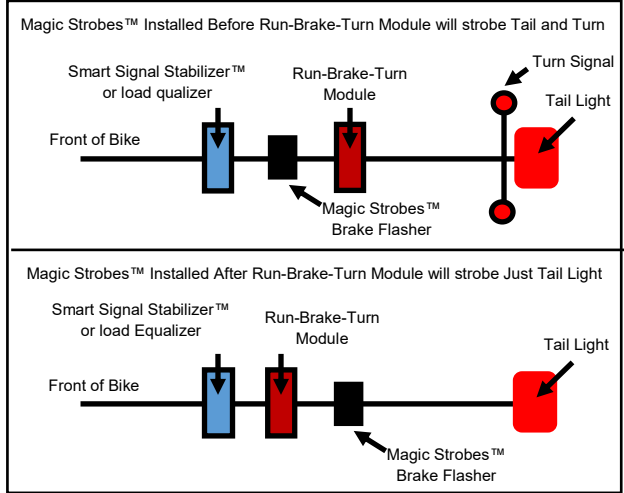 Magic Strobes™ Installed Before Run-Brake-Turn Module will strobe Tail and Turn
Smart Signal Stabilizer™
or load qualizer
Run-Brake-Turn
Module
Turn Signal
Tail Light
Front of Bike
Magic Strobes™
Brake Flasher
Magic Strobes™ Installed After Run-Brake-Turn Module will strobe Just Tail Light
Smart Signal Stabilizer™
or load Equalizer
Run-Brake-Turn
Module
Tail Light
Front of Bike
Magic Strobes™
Brake Flasher